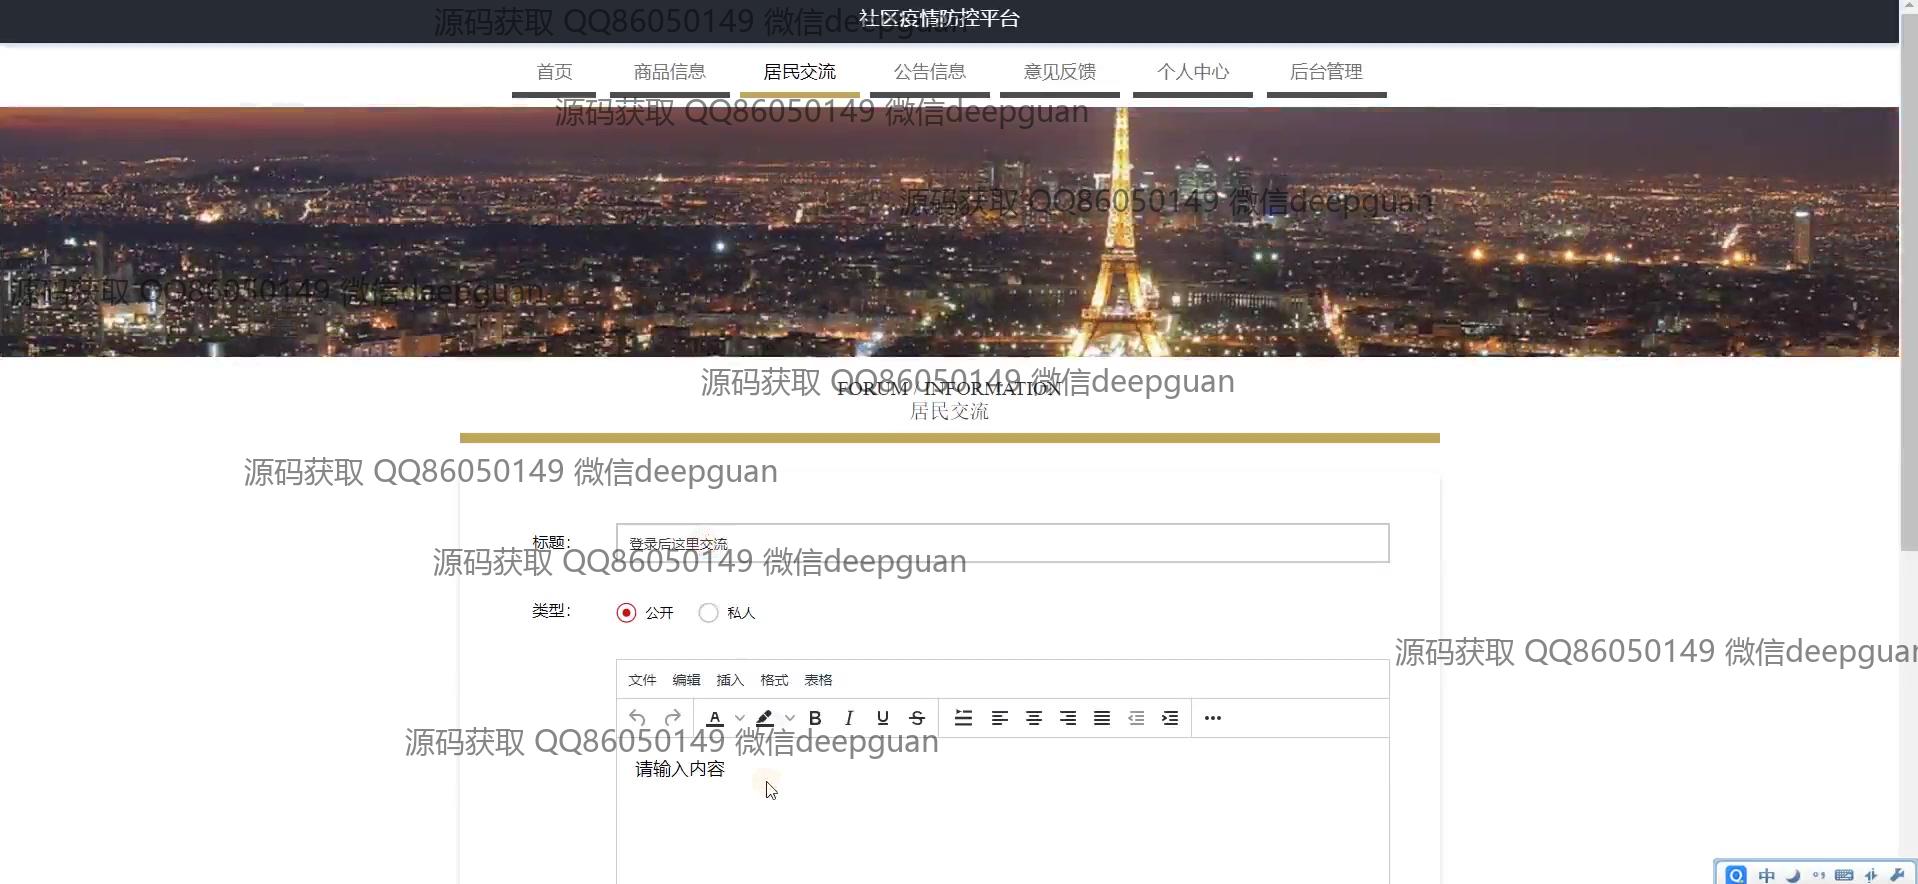 社区疫情防控平台
源码获取 QQ86050149 微信deepguan
首页 商品信息 居民交流 公告信息 意见反馈 个人中心 后台管理
源码获取 QQ86050149 微信deepguan
源码获取 QQ86050149 微信deepguan
源码获取 QQ86050149 微信deepguan
源码获取 QQ86050149 微信deepguan
FORUM / INFORMATION
居民交流
源码获取 QQ86050149 微信deepguan
标题： 登录后这里交流
源码获取 QQ86050149 微信deepguan
类型： 公开 私人
源码获取 QQ86050149 微信deepguan
文件 编辑 插入 格式 表格
A B I U S
源码获取 QQ86050149 微信deepguan
请输入内容
中